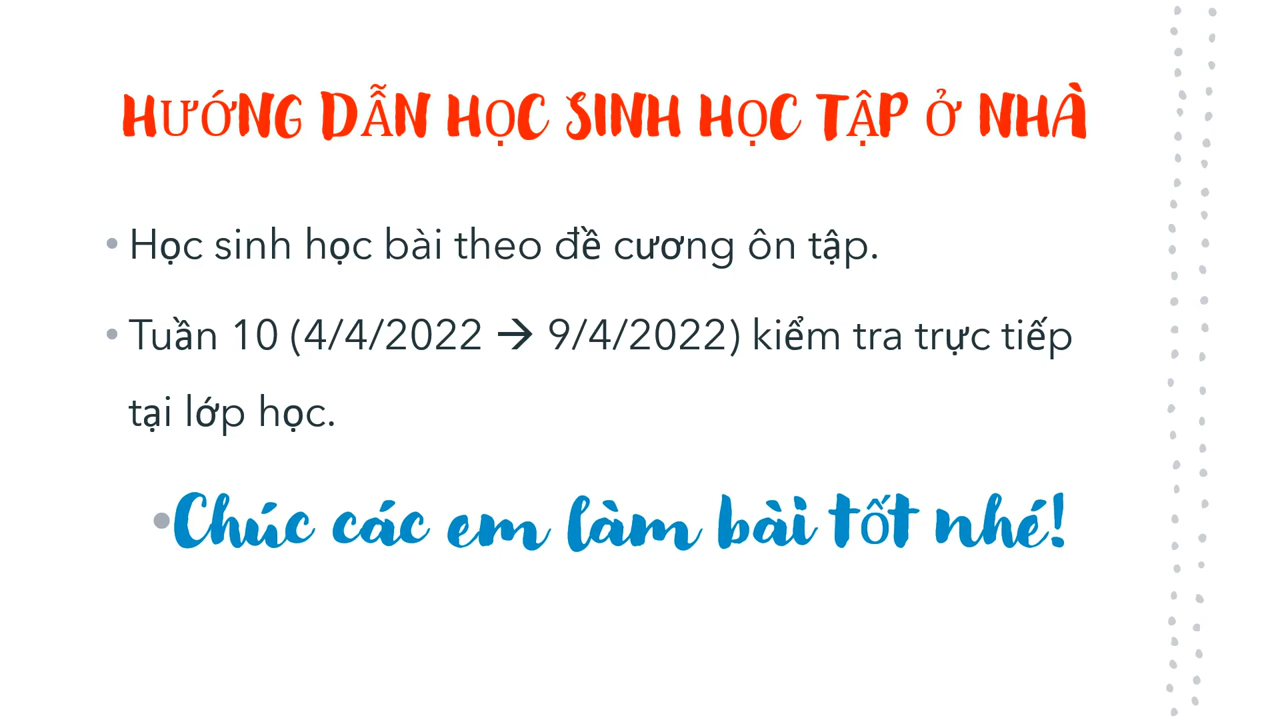 HƯỚNG DẪN HỌC SINH HỌC TẬP Ở NHÀ
• Học sinh học bài theo đề cương ôn tập.
• Tuần 10 (4/4/2022 → 9/4/2022) kiểm tra trực tiếp
tại lớp học.
• Chúc các em làm bài tốt nhé!